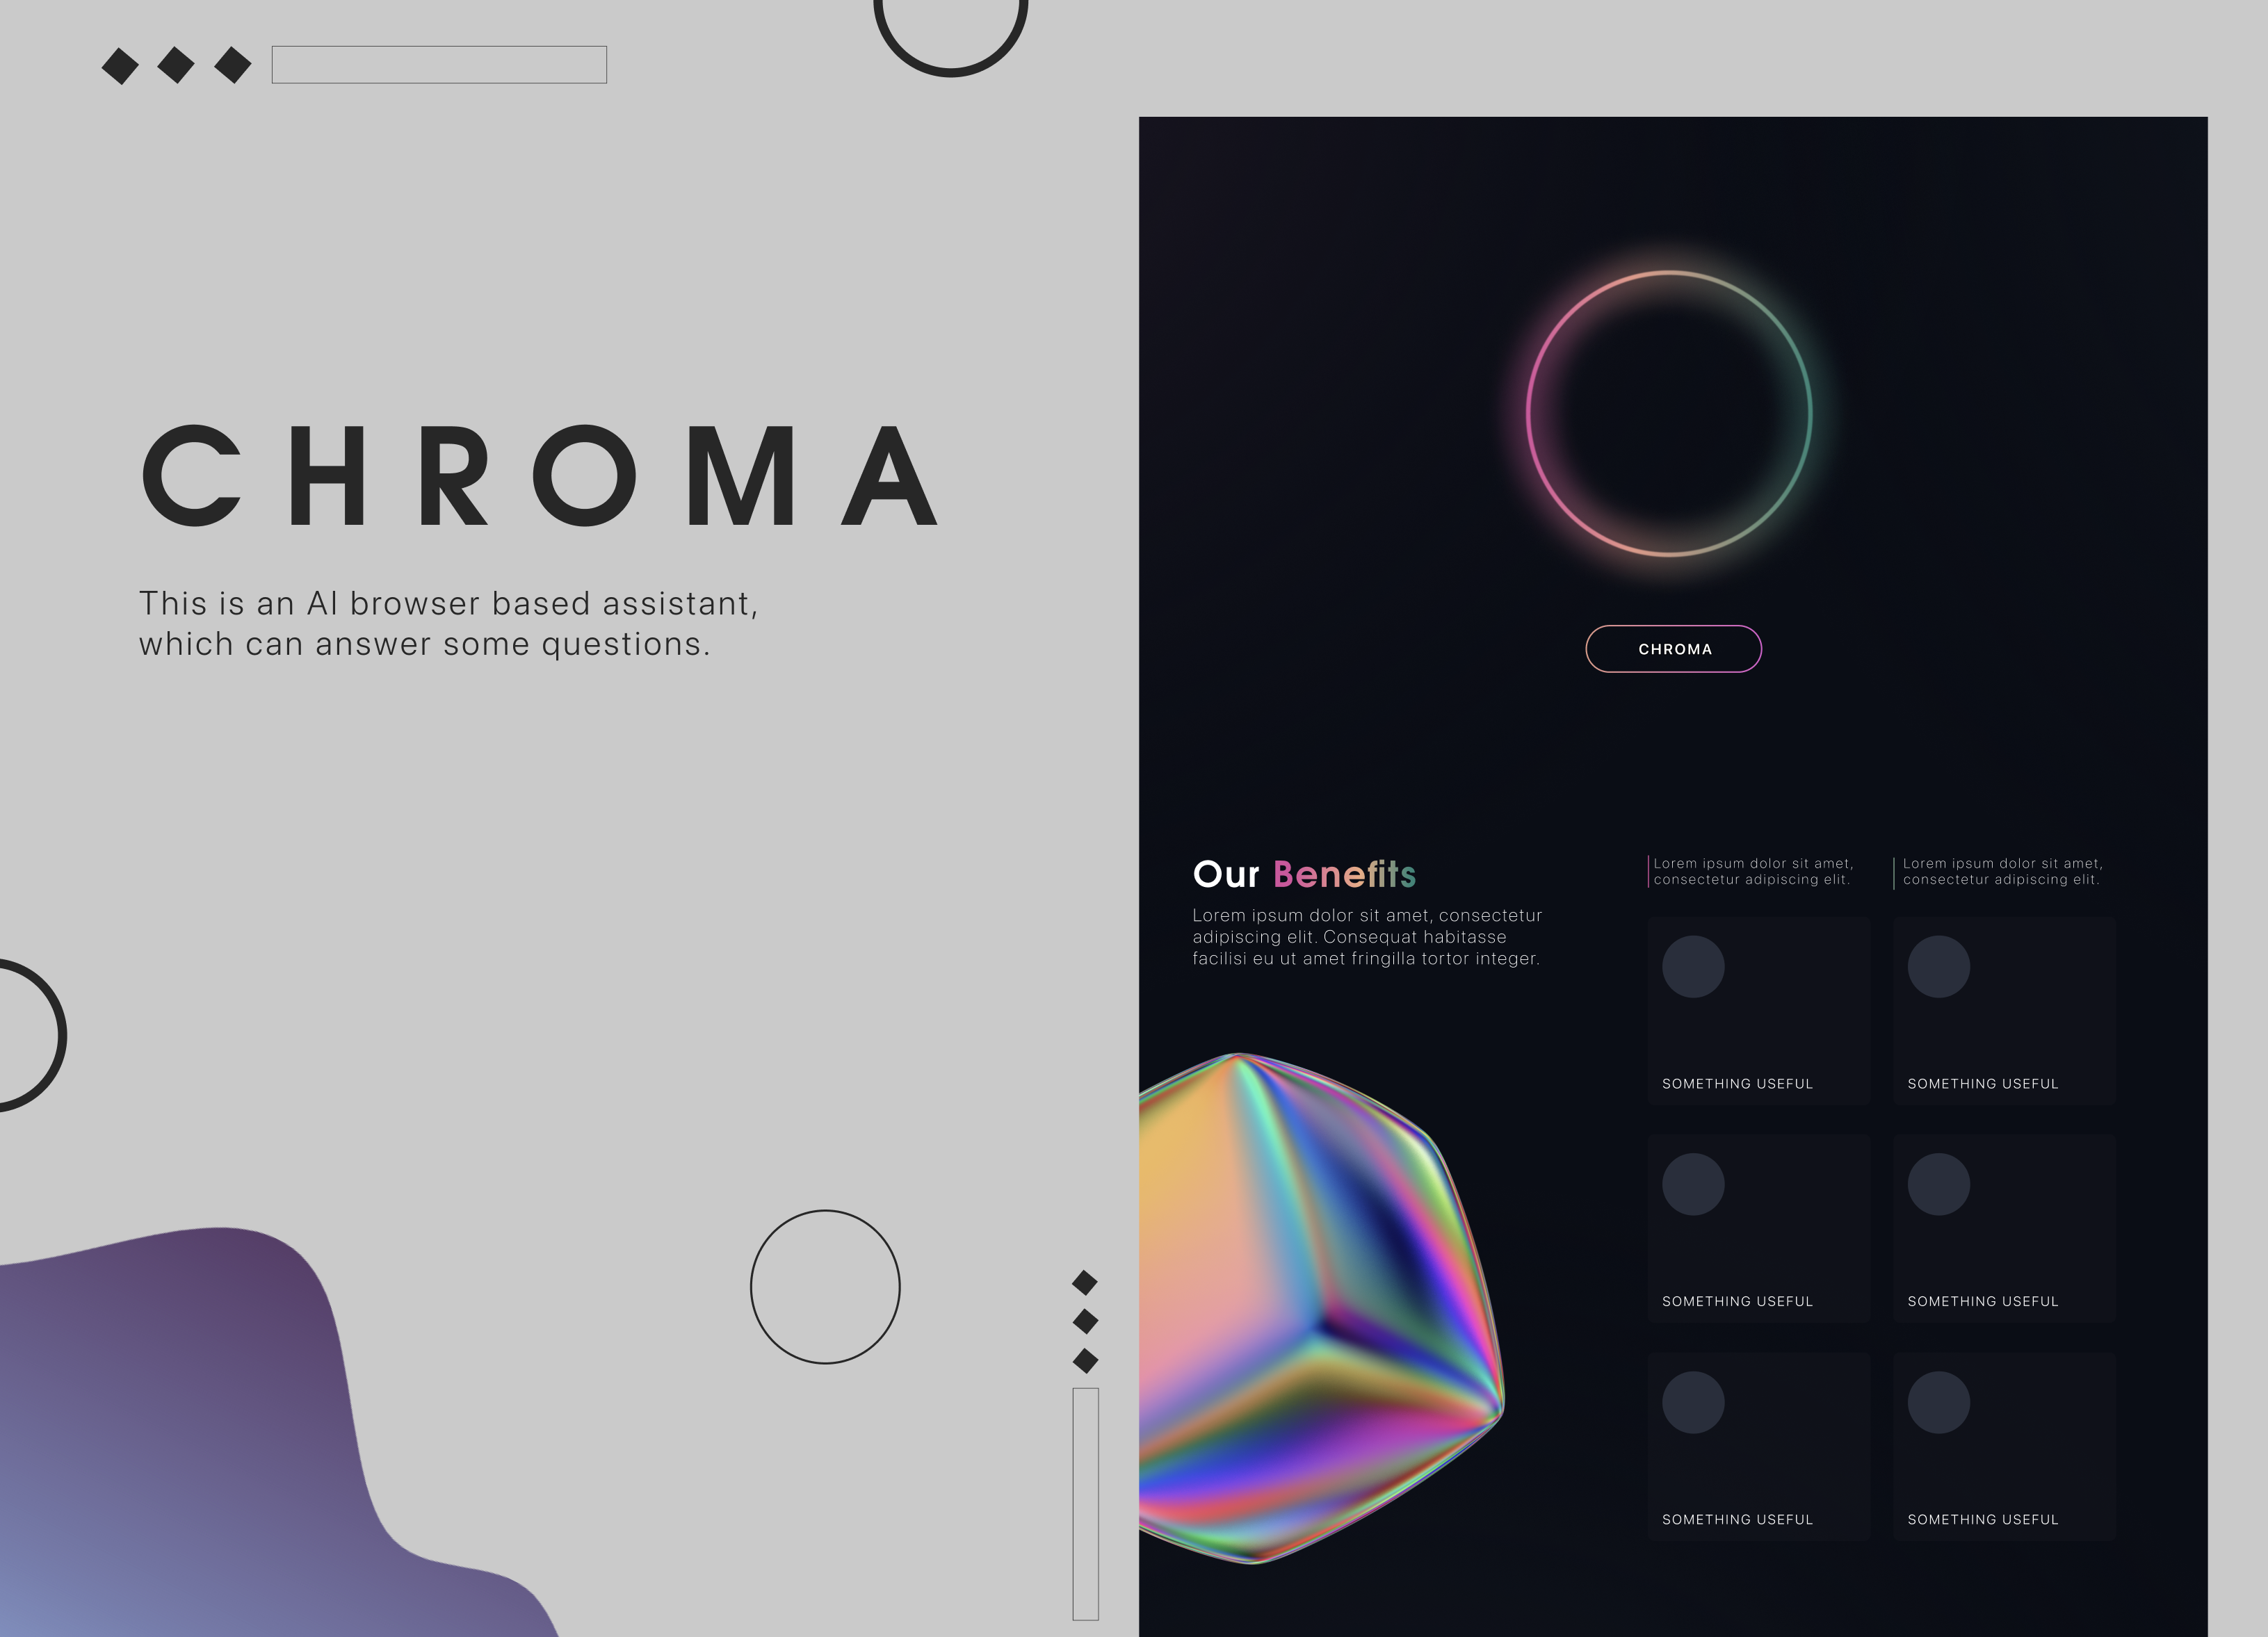 CHROMA
This is an AI browser based assistant,
which can answer some questions.
CHROMA
Our Benefits
Lorem ipsum dolor sit amet, consectetur
adipiscing elit. Consequat habitasse
facilisi eu ut amet fringilla tortor integer.
Lorem ipsum dolor sit amet,
consectetur adipiscing elit.
Lorem ipsum dolor sit amet,
consectetur adipiscing elit.
SOMETHING USEFUL
SOMETHING USEFUL
SOMETHING USEFUL
SOMETHING USEFUL
SOMETHING USEFUL
SOMETHING USEFUL